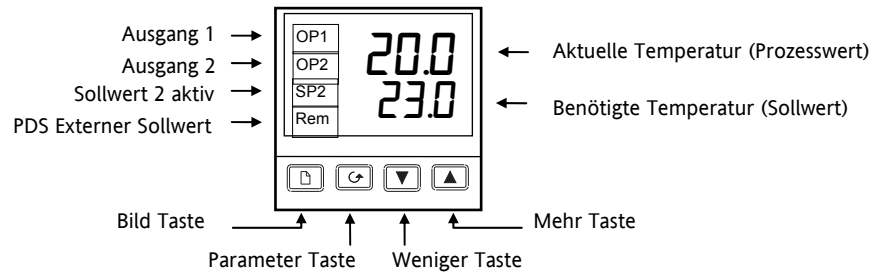 Ausgang 1
Ausgang 2
Sollwert 2 aktiv
PDS Externer Sollwert
OP1
OP2
SP2
Rem
20.0
23.0
Aktuelle Temperatur (Prozesswert)
Benötigte Temperatur (Sollwert)
Bild Taste
Mehr Taste
Parameter Taste
Weniger Taste